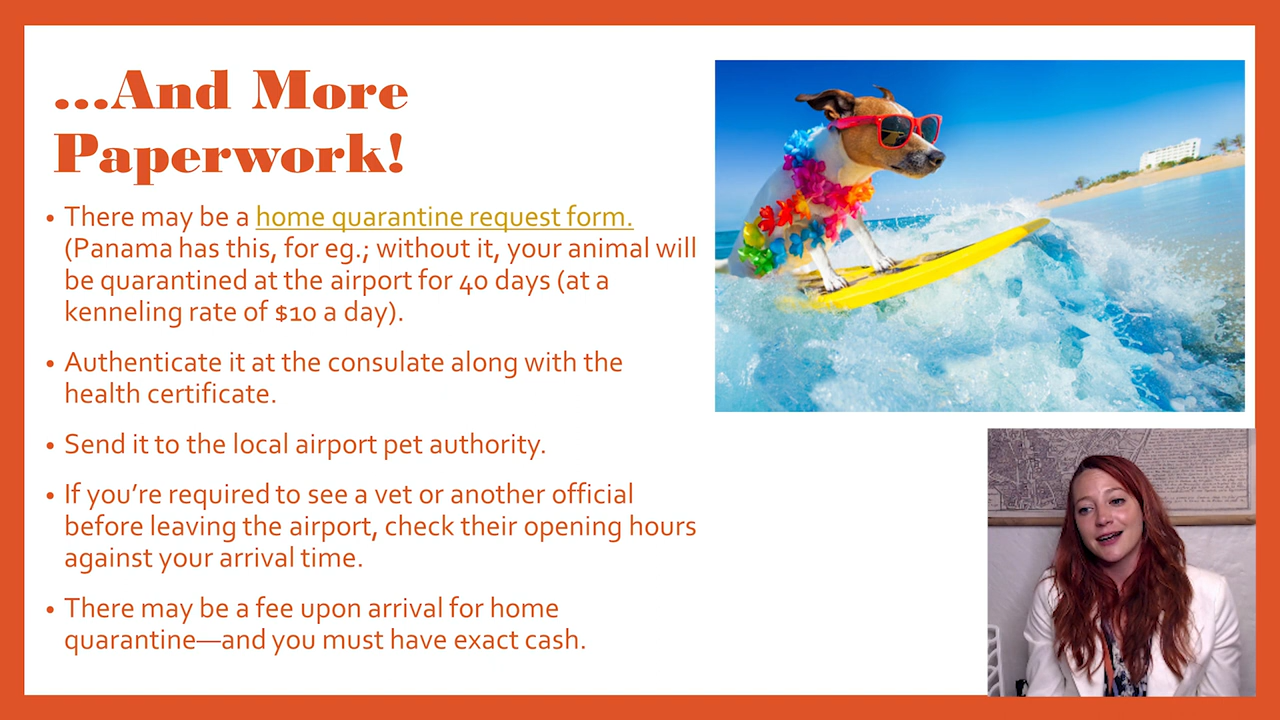 ...And More
Paperwork!
• There may be a home quarantine request form.
(Panama has this, for eg.; without it, your animal will
be quarantined at the airport for 40 days (at a
kenneling rate of $10 a day).
• Authenticate it at the consulate along with the
health certificate.
• Send it to the local airport pet authority.
• If you’re required to see a vet or another official
before leaving the airport, check their opening hours
against your arrival time.
• There may be a fee upon arrival for home
quarantine—and you must have exact cash.